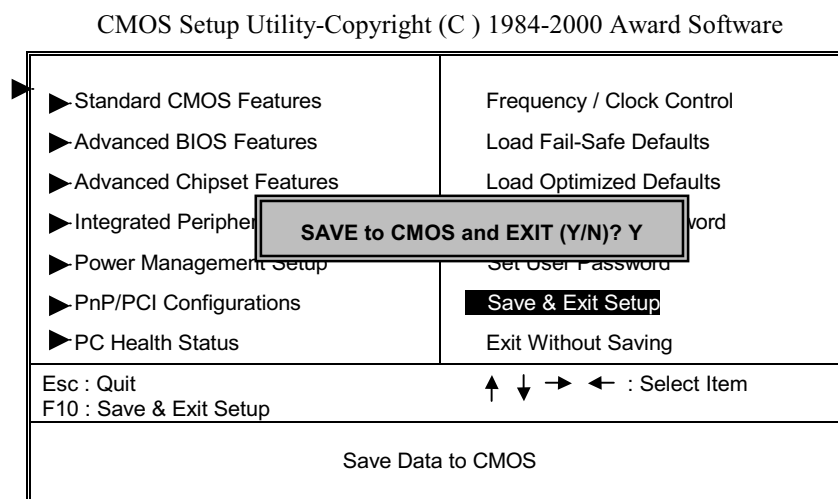 CMOS Setup Utility-Copyright (C ) 1984-2000 Award Software
Standard CMOS Features
Advanced BIOS Features
Advanced Chipset Features
Integrated Peripher
Power Management Setup
PnP/PCI Configurations
PC Health Status
Frequency / Clock Control
Load Fail-Safe Defaults
Load Optimized Defaults
Set User Password
Save & Exit Setup
Exit Without Saving
SAVE to CMOS and EXIT (Y/N)? Y
Esc : Quit
F10 : Save & Exit Setup
: Select Item
Save Data to CMOS